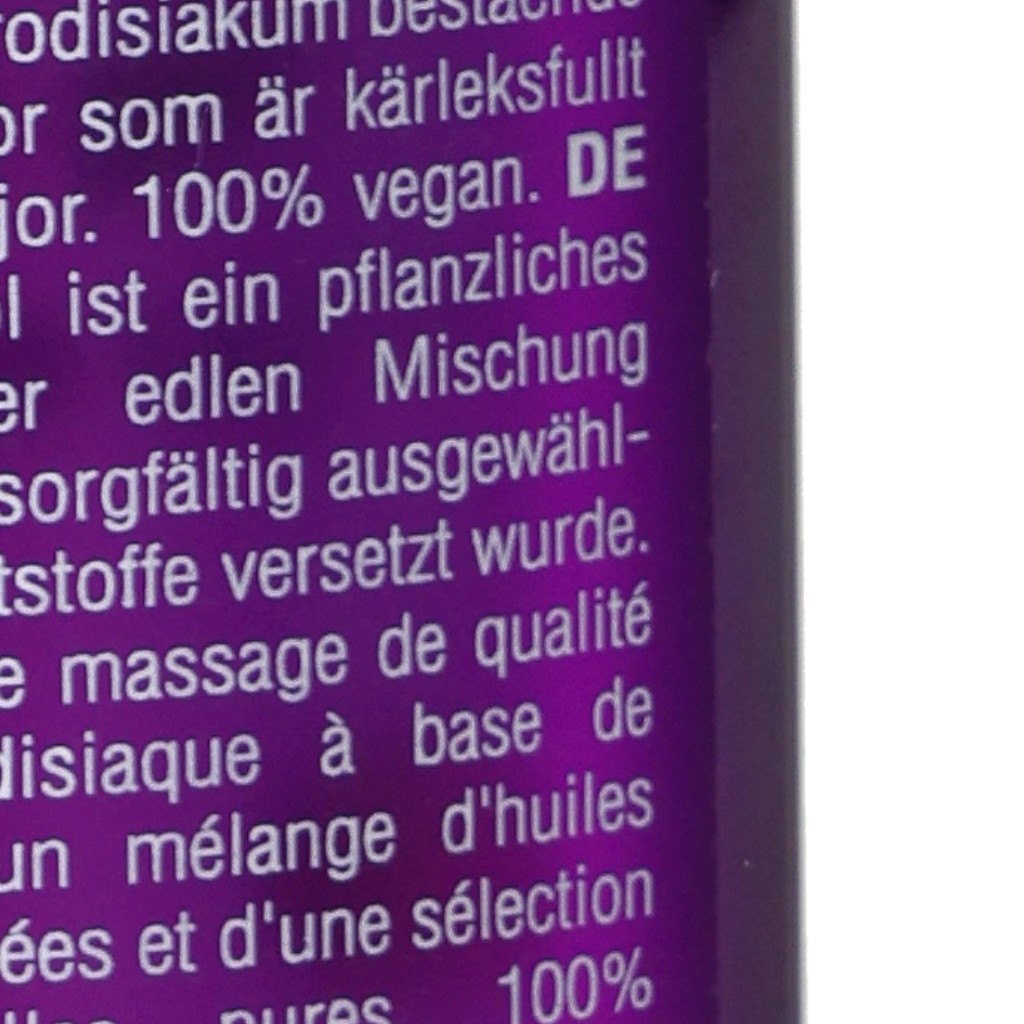 rodisiakum bestående
or som är kärleksfullt
jor. 100% vegan. DE
l ist ein pflanzliches
er edlen Mischung
sorgfältig ausgewähl-
tstoffe versetzt wurde.
e massage de qualité
disiaque à base de
un mélange d'huiles
ées et d'une sélection
pures 100%